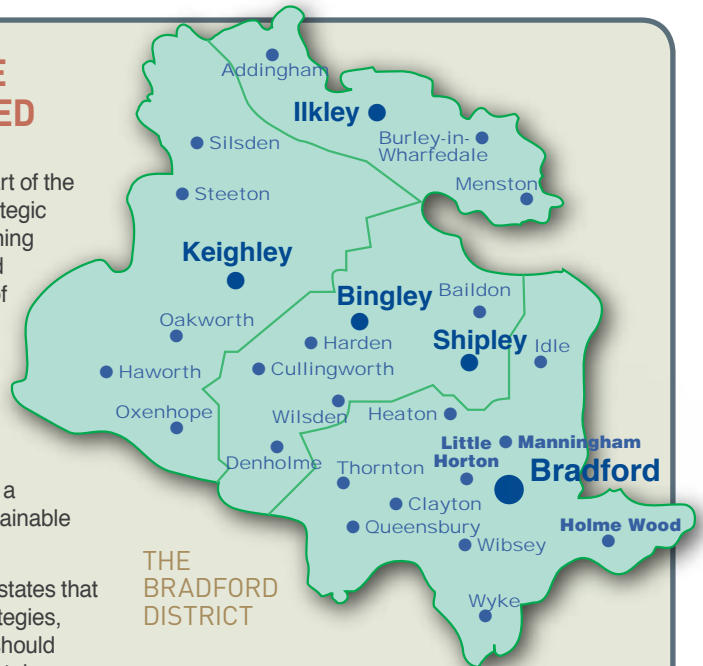 ED
rt of the
tegic
ning
a
ainable
states that
tegies,
should
THE
BRADFORD
DISTRICT
Addingham
Ilkley
Burley-in-
Wharfedale
Menston
Silsden
Steeton
Keighley
Bingley
Baildon
Shipley
Idle
Oakworth
Harden
Haworth
Cullingworth
Oxenhope
Wilsden
Heaton
Little
Horton
Manningham
Bradford
Denholme
Thornton
Clayton
Queensbury
Wibsey
Holme Wood
Wyke